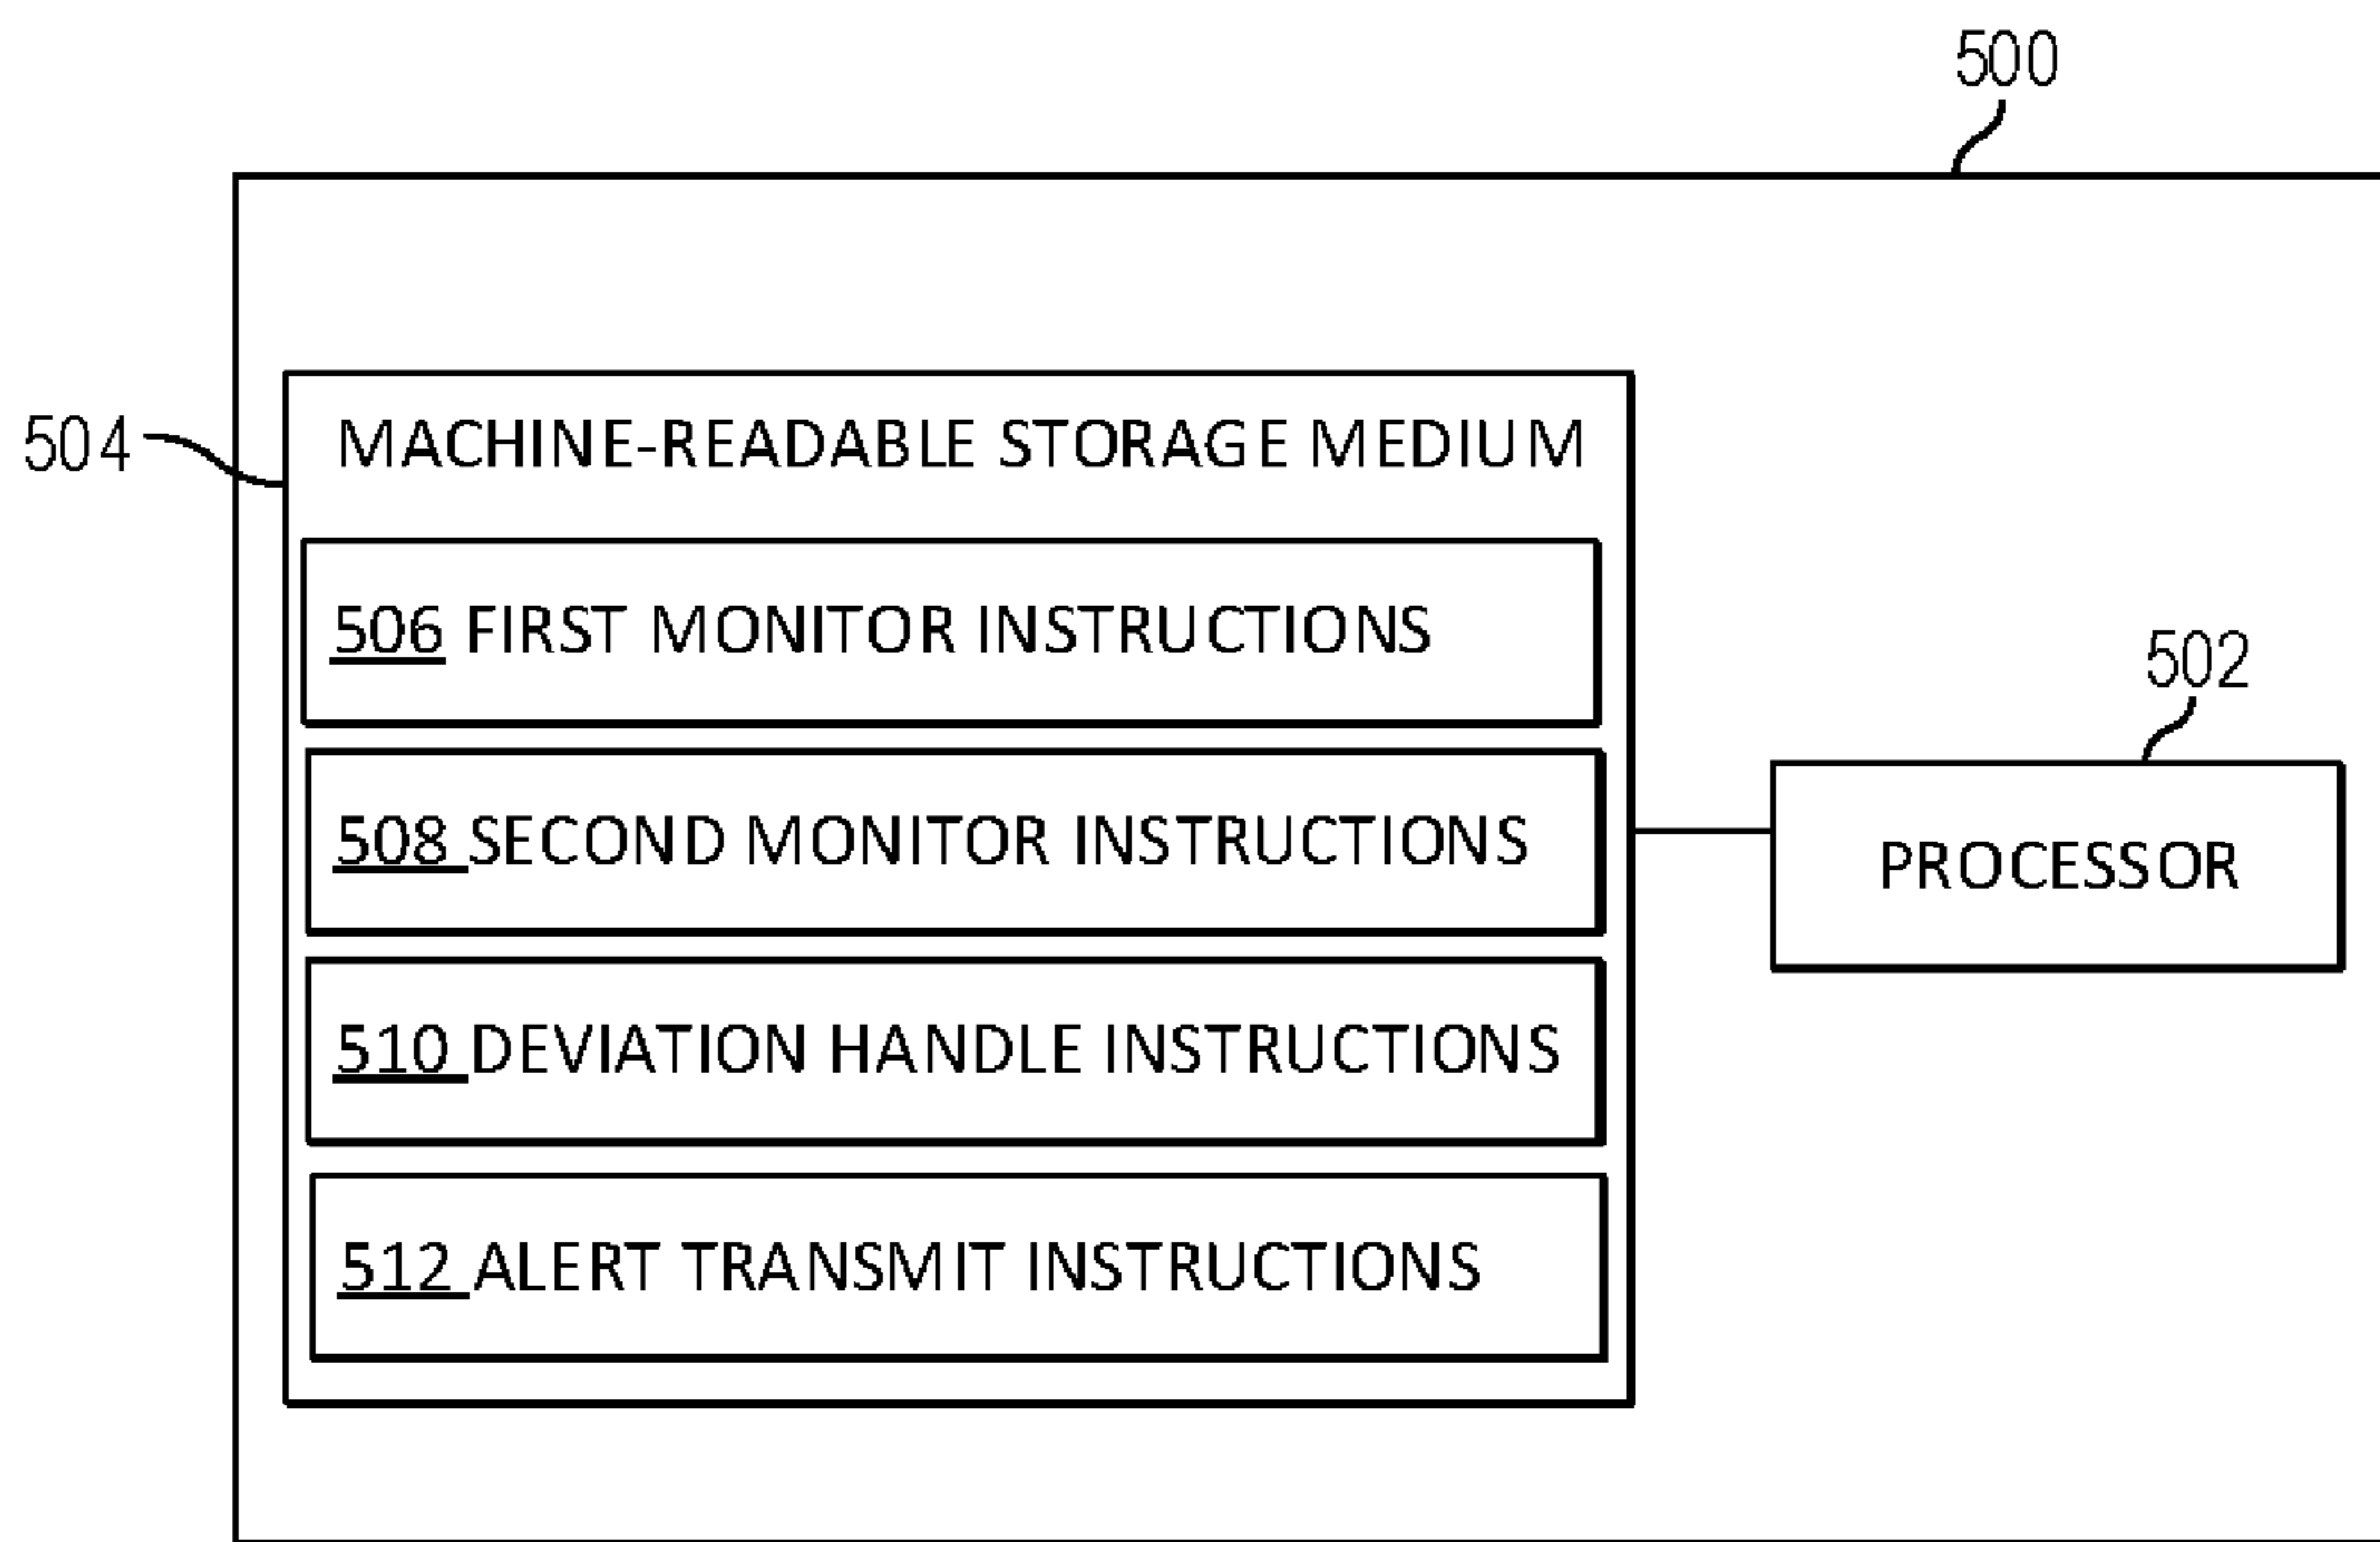 500
504
MACHINE-READABLE STORAGE MEDIUM
506 FIRST MONITOR INSTRUCTIONS
502
508 SECOND MONITOR INSTRUCTIONS
PROCESSOR
510 DEVIATION HANDLE INSTRUCTIONS
512 ALERT TRANSMIT INSTRUCTIONS